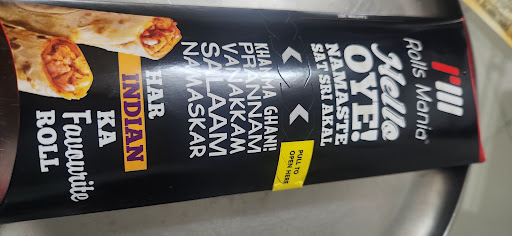 Rolls Mania
Hello
OYE!
NAMASTE
SAT SRI AKAL
PULL TO
OPEN HERE
KHAMMA GHANI!
PRANNAM
VANAKKAM
SALAAM
NAMASKAR
HAR
INDIAN
KA
Favourite
ROLL